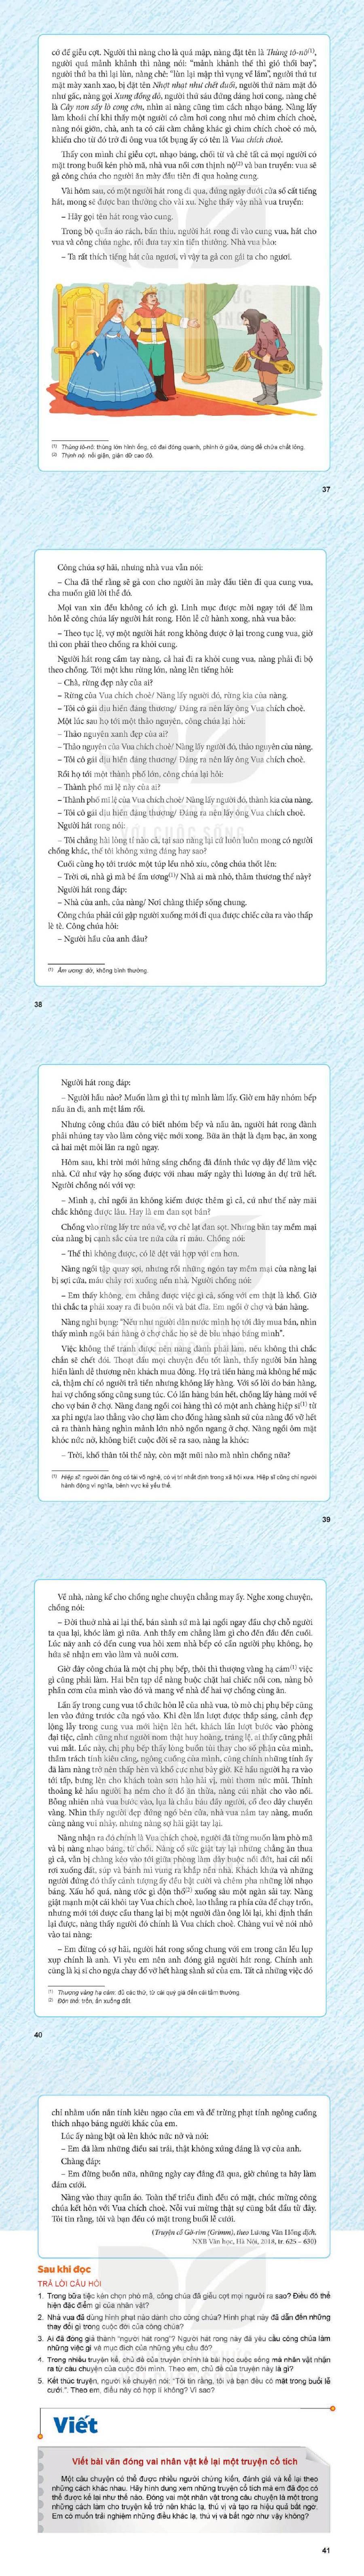 cớ để giễu cợt. Người thì nàng cho là quá mập, nàng đặt tên là Thùng tô-nô(1),
người quá mảnh khảnh thì nàng nói: "mảnh khảnh thế thì gió thổi bay",
người thứ ba thì lại lùn, nàng chê: "lùn lại mập thì vụng về lắm", người thứ tư
mặt mày xanh xao, bị đặt tên Nhợt nhạt như chết đuối, người thứ năm mặt đỏ
như gấc, nàng gọi Xung đồng đỏ, người thứ sáu đứng dáng hơi cong, nàng chê
là Cây non sấy lò cong cớn, nhìn ai nàng cũng tìm cách nhạo báng. Nàng lấy
làm khoái chí khi thấy một người có cằm hơi cong như mỏ chim chích choè,
nàng nói giỡn, chà, anh ta có cái cằm chẳng khác gì chim chích choè có mỏ,
khiến cho từ đó trở đi ông vua tốt bụng ấy có tên là Vua chích choè.
Thấy con mình chỉ giễu cợt, nhạo báng, chối từ và chê tất cả mọi người có
mặt trong buổi kén phò mã, nhà vua nổi cơn thịnh nộ(2) và ban truyền: vua sẽ
gả công chúa cho người ăn mày đầu tiên đi qua hoàng cung.
Vài hôm sau, có một người hát rong đi qua, đứng ngay dưới cửa sổ cất tiếng
hát, mong sẽ được ban thưởng cho vài xu. Nghe thấy vậy nhà vua truyền:
– Hãy gọi tên hát rong vào cung.
Trong bộ quần áo rách, bẩn thỉu, người hát rong đi vào cung vua, hát cho
vua và công chúa nghe, rồi đưa tay xin tiền thưởng. Nhà vua bảo:
– Ta rất thích tiếng hát của ngươi, vì vậy ta gả con gái ta cho ngươi.
(1) Thùng tô-nô: thùng lớn hình ống, có đai đóng quanh, phình ở giữa, dùng để chứa chất lỏng.
(2) Thịnh nộ: nổi giận, giận dữ cao độ.
37
Công chúa sợ hãi, nhưng nhà vua vẫn nói:
– Cha đã thề rằng sẽ gả con cho người ăn mày đầu tiên đi qua cung vua,
cha muốn giữ lời thề đó.
Mọi van xin đều không có ích gì. Linh mục được mời ngay tới để làm
hôn lễ công chúa lấy người hát rong. Hôn lễ cử hành xong, nhà vua bảo:
– Theo tục lệ, vợ một người hát rong không được ở lại trong cung vua, giờ
thì con phải theo chồng ra khỏi cung.
Người hát rong cầm tay nàng, cả hai đi ra khỏi cung vua, nàng phải đi bộ
theo chồng. Tới một khu rừng lớn, nàng lên tiếng hỏi:
– Chà, rừng đẹp này của ai?
– Rừng của Vua chích choè/ Nàng lấy người đó, rừng kia của nàng.
– Tôi cô gái dịu hiền đáng thương/ Đáng ra nên lấy ông Vua chích choè.
Một lúc sau họ tới một thảo nguyên, công chúa lại hỏi:
– Thảo nguyên xanh đẹp của ai?
– Thảo nguyên của Vua chích choè/ Nàng lấy người đó, thảo nguyên của nàng.
– Tôi cô gái dịu hiền đáng thương/ Đáng ra nên lấy ông Vua chích choè.
Rồi họ tới một thành phố lớn, công chúa lại hỏi:
– Thành phố mĩ lệ này của ai?
– Thành phố mĩ lệ của Vua chích choè/ Nàng lấy người đó, thành kia của nàng.
– Tôi cô gái dịu hiền đáng thương/ Đáng ra nên lấy ông Vua chích choè.
Người hát rong nói:
– Tôi chẳng hài lòng tí nào cả, tại sao nàng lại cứ luôn luôn mong có người
chồng khác, thế tôi không xứng đáng hay sao?
Cuối cùng họ tới trước một túp lều nhỏ xíu, công chúa thốt lên:
– Trời ơi, nhà gì mà bé ẩm ương(1)/ Nhà ai mà nhỏ, thảm thương thế này?
Người hát rong đáp:
– Nhà của anh, của nàng/ Nơi chàng thiếp sống chung.
Công chúa phải cúi gập người xuống mới đi qua được chiếc cửa ra vào thấp
lè tè. Công chúa hỏi:
– Người hầu của anh đâu?
(1) Ẩm ương: dở, không bình thường.
38
Người hát rong đáp:
– Người hầu nào? Muốn làm gì thì tự mình làm lấy. Giờ em hãy nhóm bếp
nấu ăn đi, anh mệt lắm rồi.
Nhưng công chúa đâu có biết nhóm bếp và nấu ăn, người hát rong đành
phải nhúng tay vào làm công việc mới xong. Bữa ăn thật là đạm bạc, ăn xong
cả hai mệt mỏi lăn ra ngủ ngay.
Hôm sau, khi trời mới hửng sáng chồng đã đánh thức vợ dậy để làm việc
nhà. Cứ như vậy họ sống được với nhau mấy ngày thì lương ăn dự trữ hết.
Người chồng nói với vợ:
– Mình ạ, chỉ ngồi ăn không kiếm được thêm gì cả, cứ như thế này mãi
chắc không được lâu. Hay là em đan sọt bán?
Chồng vào rừng lấy tre nứa về, vợ chẻ lạt đan sọt. Nhưng bàn tay mềm mại
của nàng bị cạnh sắc của tre nứa cứa rỉ máu. Chồng nói:
– Thế thì không được, có lẽ dệt vải hợp với em hơn.
Nàng ngồi tập quay sợi, nhưng rồi những ngón tay mềm mại của nàng lại
bị sợi cứa, máu chảy rơi xuống nền nhà. Người chồng nói:
– Em thấy không, em chẳng được việc gì cả, sống với em thật là khổ. Giờ
thì chắc ta phải xoay ra đi buôn nồi và bát đĩa. Em ngồi ở chợ và bán hàng.
Nàng nghĩ bụng: "Nếu như người dân nước mình họ tới đây mua bán, nhìn
thấy mình ngồi bán hàng ở chợ chắc họ sẽ dè bỉu nhạo báng mình".
Việc không thể tránh được nên nàng đành phải làm, nếu không thì chắc
chắn sẽ chết đói. Thoạt đầu mọi chuyện đều tốt lành, thấy người bán hàng
hiền lành dễ thương nên khách mua đông. Họ trả tiền hàng mà không hề mặc
cả, thậm chí có người trả tiền nhưng không lấy hàng. Với số lời do bán hàng,
hai vợ chồng sống cũng sung túc. Có lần hàng bán hết, chồng lấy hàng mới về
cho vợ bán ở chợ. Nàng đang ngồi coi hàng thì có một anh chàng hiệp sĩ(1) từ
xa phi ngựa lao thẳng vào chợ làm cho đống hàng sành sứ của nàng đổ vỡ hết
cả ra thành hàng nghìn mảnh lớn nhỏ ngổn ngang ở chợ. Nàng ngồi ôm mặt
khóc nức nở, không biết cuộc đời sẽ ra sao, nàng la khóc:
– Trời, khổ thân tôi thế này, còn mặt mũi nào mà nhìn chồng nữa?
(1) Hiệp sĩ: người đàn ông có tài võ nghệ, có vị trí nhất định trong xã hội xưa. Hiệp sĩ cũng chỉ người
hành động vì nghĩa, bênh vực kẻ yếu thế.
39
Về nhà, nàng kể cho chồng nghe chuyện chẳng may ấy. Nghe xong chuyện,
chồng nói:
– Đời thuở nhà ai lại thế, bán sành sứ mà lại ngồi ngay đầu chợ chỗ người
ta qua lại, khóc làm gì nữa. Anh thấy em chẳng làm gì cho đến đầu đến cuối.
Lúc nãy anh có đến cung vua hỏi xem nhà bếp có cần người phụ không, họ
hứa sẽ nhận em vào làm và nuôi cơm.
Giờ đây công chúa là một chị phụ bếp, thôi thì thượng vàng hạ cám(1) việc
gì cũng phải làm. Hai bên tạp dề nàng buộc chặt hai chiếc nồi con, nàng bỏ
phần cơm của mình vào đó và mang về nhà để hai vợ chồng cùng ăn.
Lần ấy trong cung vua tổ chức hôn lễ của nhà vua, tò mò chị phụ bếp cũng
len vào đứng trước cửa ngó vào. Khi đèn lần lượt được thắp sáng, cảnh đẹp
lộng lẫy trong cung vua mới hiện lên hết, khách lần lượt bước vào phòng
đại tiệc, cảnh cũng như người nom thật huy hoàng, tráng lệ, ai thấy cũng phải
vui mắt. Lúc này, chị phụ bếp thấy lòng buồn tủi thay cho số phận của mình,
thầm trách tính kiêu căng, ngông cuồng của mình, cũng chính những tính ấy
đã làm nàng trở nên thấp hèn và khổ cực như bây giờ. Kẻ hầu người hạ ra vào
tới tấp, bưng lên cho khách toàn sơn hào hải vị, mùi thơm nức mũi. Thỉnh
thoảng kẻ hầu người hạ ném cho ít đồ ăn thừa, nàng cúi nhặt cho vào nồi.
Bỗng nhiên nhà vua bước vào, lụa là châu báu đầy người, cổ đeo dây chuyền
vàng. Nhìn thấy người đẹp đứng ngó bên cửa, nhà vua nắm tay nàng, muốn
cùng nàng vui nhảy, nhưng nàng sợ hãi giật tay lại.
Nàng nhận ra đó chính là Vua chích choè, người đã từng muốn làm phò mã
và bị nàng nhạo báng, từ chối. Nàng cố sức giật tay lại nhưng chẳng ăn thua
gì cả, vẫn bị chàng kéo vào tới giữa phòng làm dây buộc nồi đứt, hai cái nồi
rơi xuống đất, súp và bánh mì vung ra khắp nền nhà. Khách khứa và những
người đứng đó thấy cảnh tượng ấy đều bật cười và chêm pha những lời nhạo
báng. Xấu hổ quá, nàng ước gì độn thổ(2) xuống sâu một ngàn sải tay. Nàng
giật mạnh một cái khỏi tay Vua chích choè, lao thẳng ra phía cửa để chạy trốn,
nhưng mới tới được cầu thang lại bị một người đàn ông lôi lại, khi định thần
lại được, nàng thấy người đó chính là Vua chích choè. Chàng vui vẻ nói nhỏ
vào tai nàng:
– Em đừng có sợ hãi, người hát rong sống chung với em trong căn lều lụp
xụp chính là anh. Vì yêu em nên anh đóng giả người hát rong. Chính anh
cũng là kị sĩ cho ngựa chạy đổ vỡ hết hàng sành sứ của em. Tất cả những việc đó
(1) Thượng vàng hạ cám: đủ các thứ, từ cái quý giá đến cái tầm thường.
(2) Độn thổ: trốn, ẩn xuống đất.
40
chỉ nhằm uốn nắn tính kiêu ngạo của em và để trừng phạt tính ngông cuồng
thích nhạo báng người khác của em.
Lúc ấy nàng bật oà lên khóc nức nở và nói:
– Em đã làm những điều sai trái, thật không xứng đáng là vợ của anh.
Chàng đáp:
– Em đừng buồn nữa, những ngày cay đắng đã qua, giờ chúng ta hãy làm
đám cưới.
Nàng vào thay quần áo. Toàn thể triều đình đều có mặt, chúc mừng công
chúa kết hôn với Vua chích choè. Nỗi vui mừng thật sự cũng bắt đầu từ đây.
Tôi tin rằng, tôi và bạn đều có mặt trong buổi lễ cưới.
(Truyện cổ Gờ-rim (Grimm), theo Lương Văn Hồng dịch,
NXB Văn học, Hà Nội, 2018, tr. 625 – 630)
Sau khi đọc
TRẢ LỜI CÂU HỎI
1. Trong bữa tiệc kén chọn phò mã, công chúa đã giễu cợt mọi người ra sao? Điều đó thể
hiện đặc điểm gì của nhân vật?
2. Nhà vua đã dùng hình phạt nào dành cho công chúa? Hình phạt này đã dẫn đến những
thay đổi gì trong cuộc đời của công chúa?
3. Ai đã đóng giả thành "người hát rong"? Người hát rong này đã yêu cầu công chúa làm
những việc gì và mục đích của những yêu cầu đó?
4. Trong nhiều truyện kể, chủ đề của truyện chính là bài học cuộc sống mà nhân vật nhận
ra từ câu chuyện của cuộc đời mình. Theo em, chủ đề của truyện này là gì?
5. Kết thúc truyện, người kể chuyện nói: "Tôi tin rằng, tôi và bạn đều có mặt trong buổi lễ
cưới.". Theo em, điều này có hợp lí không? Vì sao?
Viết
Viết bài văn đóng vai nhân vật kể lại một truyện cổ tích
Một câu chuyện có thể được nhiều người chứng kiến, đánh giá và kể lại theo
những cách khác nhau. Hãy hình dung xem những truyện cổ tích mà em đã đọc có
thể được kể lại như thế nào. Đóng vai một nhân vật trong câu chuyện là một trong
những cách làm cho truyện kể trở nên khác lạ, thú vị và tạo ra hiệu quả bất ngờ.
Em có muốn trải nghiệm những điều khác lạ, thú vị và bất ngờ như vậy không?
41